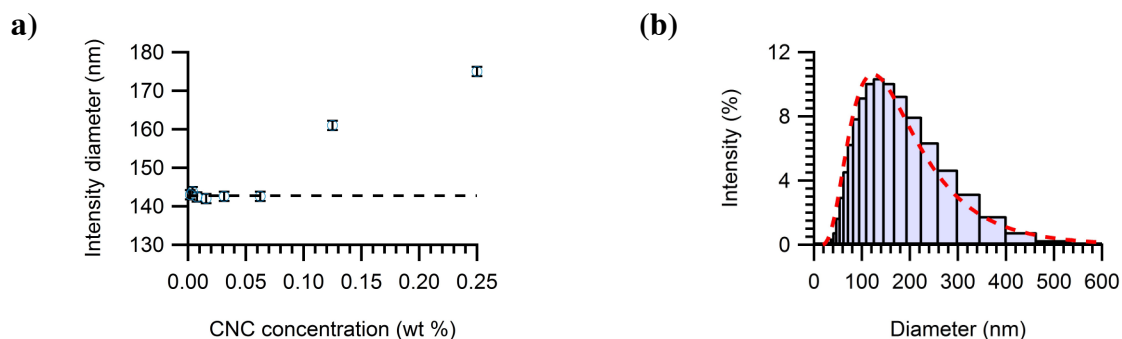 a)
(b)
180
170
160
150
140
130
Intensity diameter (nm)
0.00 0.05 0.10 0.15 0.20 0.25
CNC concentration (wt %)
12
8
4
0
Intensity (%)
0 100 200 300 400 500 600
Diameter (nm)